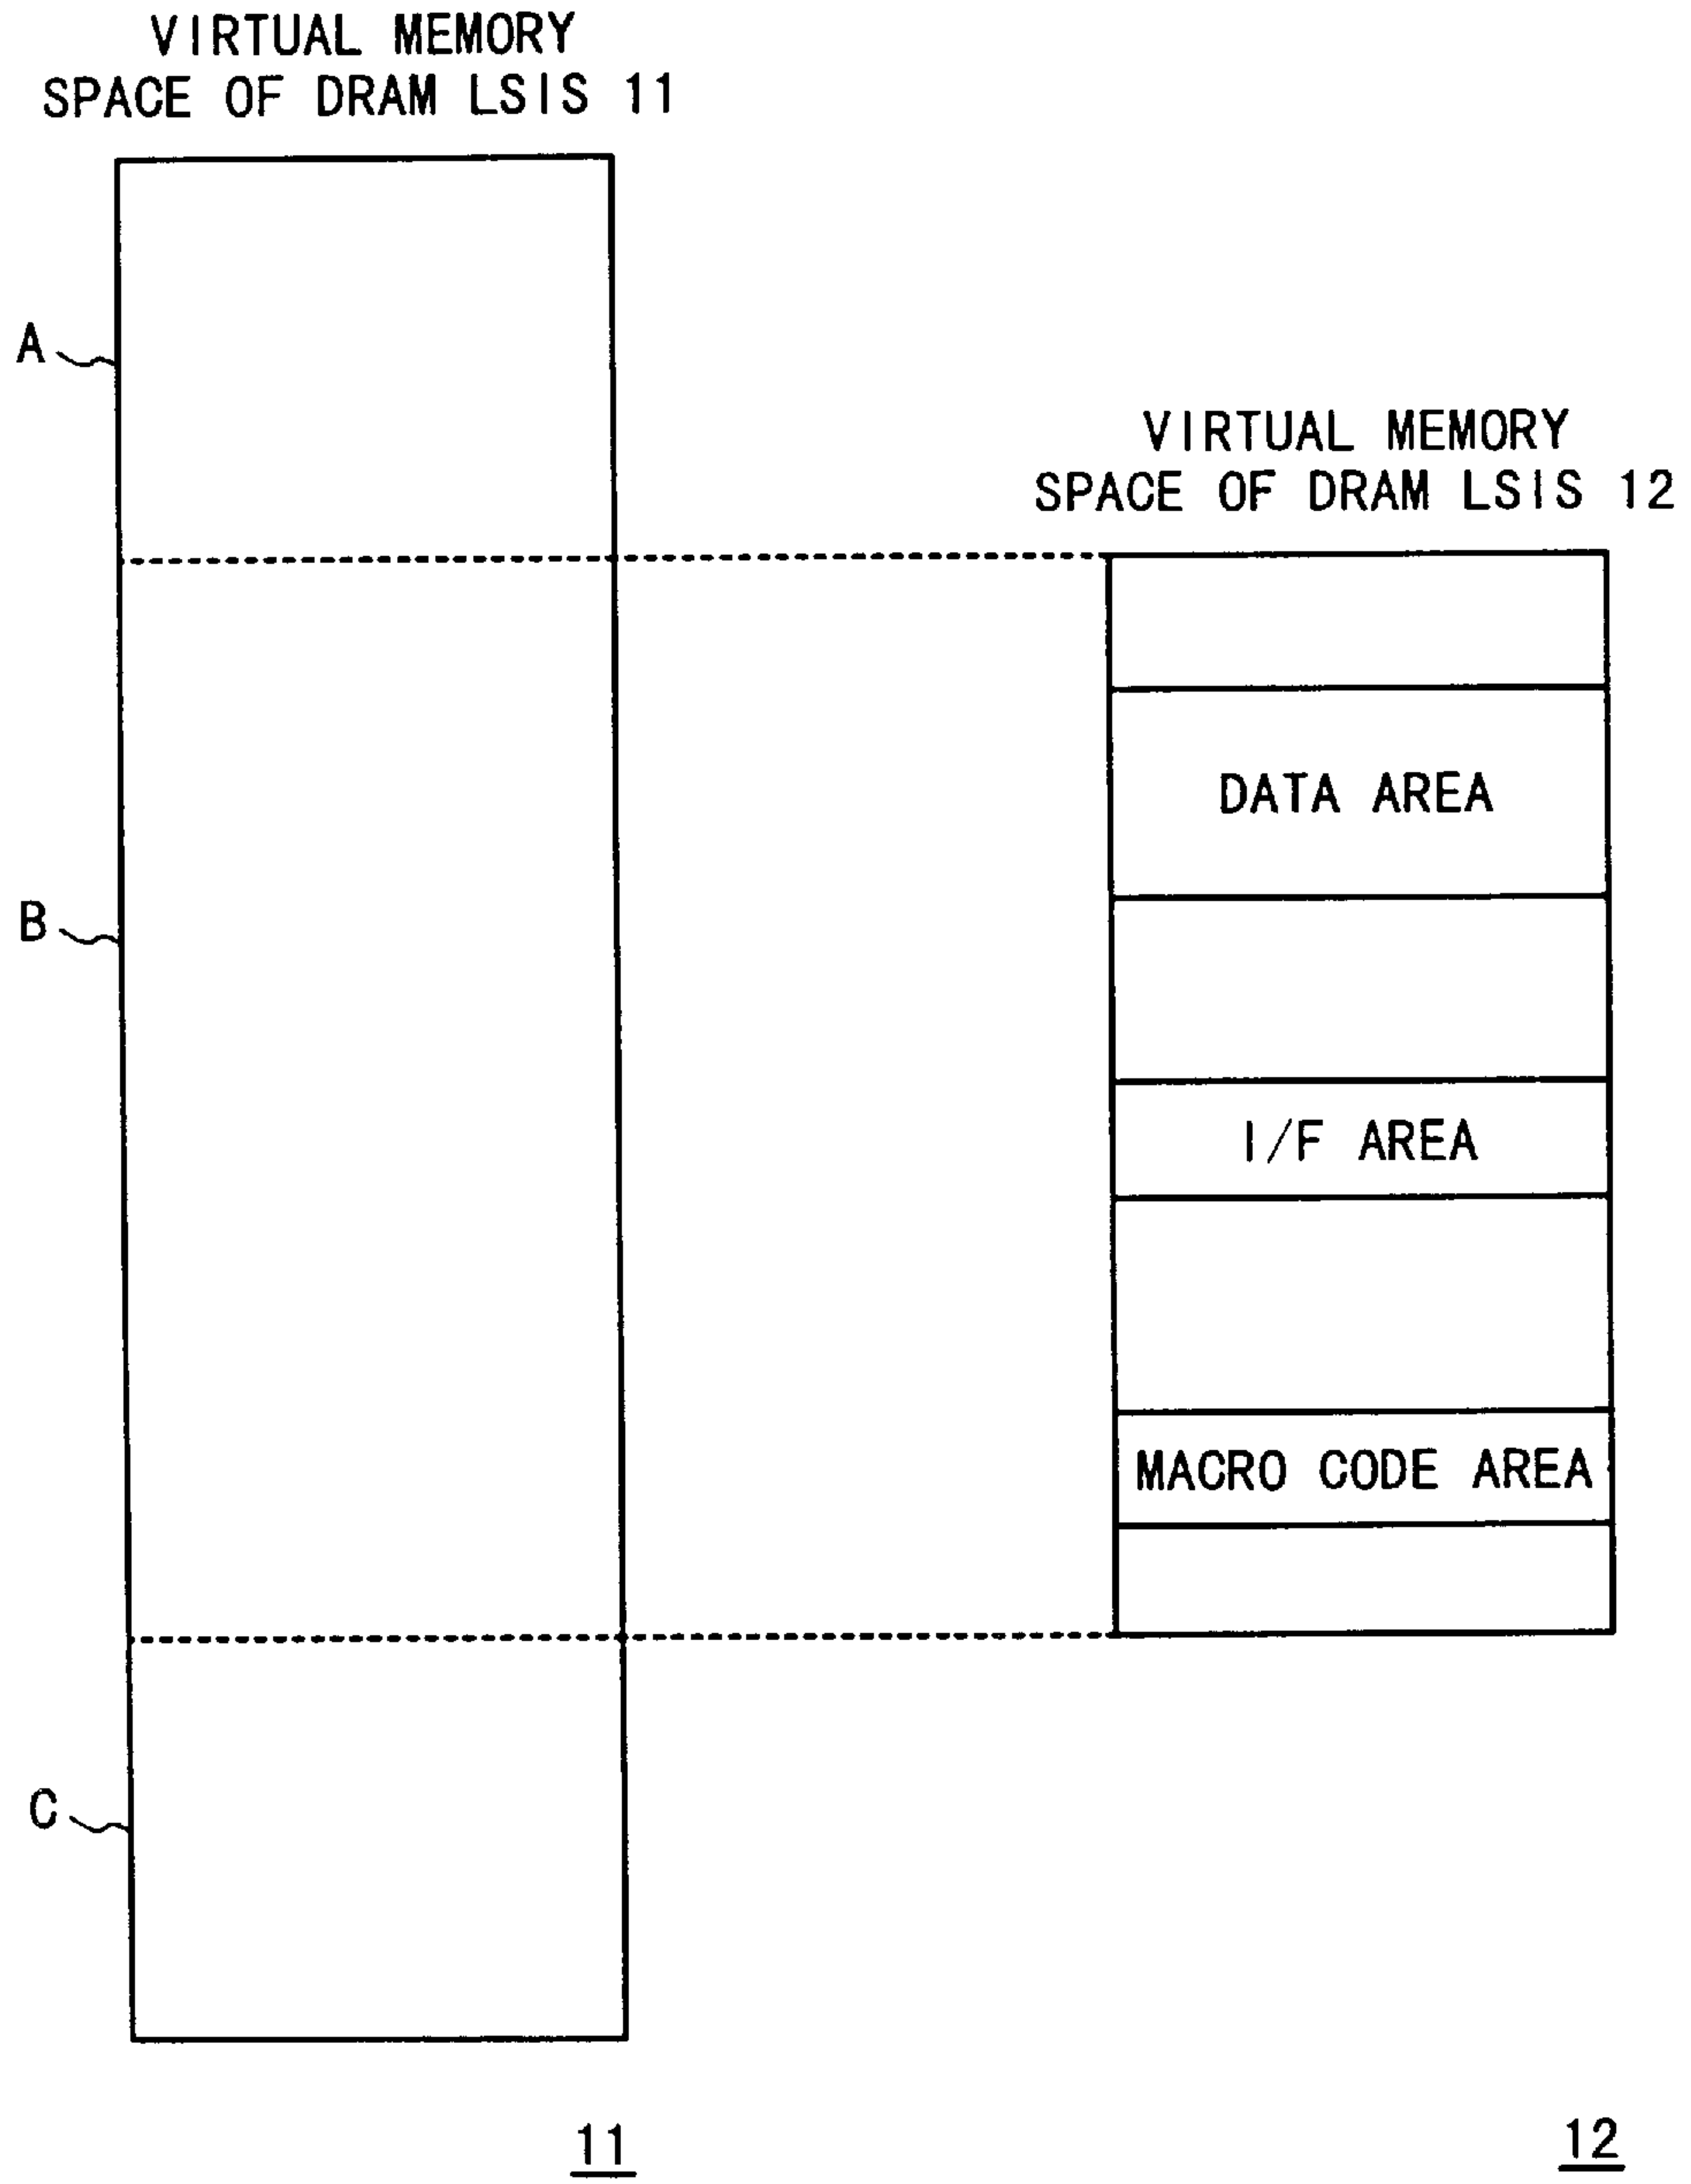 VIRTUAL MEMORY
SPACE OF DRAM LSIS 11
A
VIRTUAL MEMORY
SPACE OF DRAM LSIS 12
DATA AREA
B
I/F AREA
MACRO CODE AREA
C
11
12